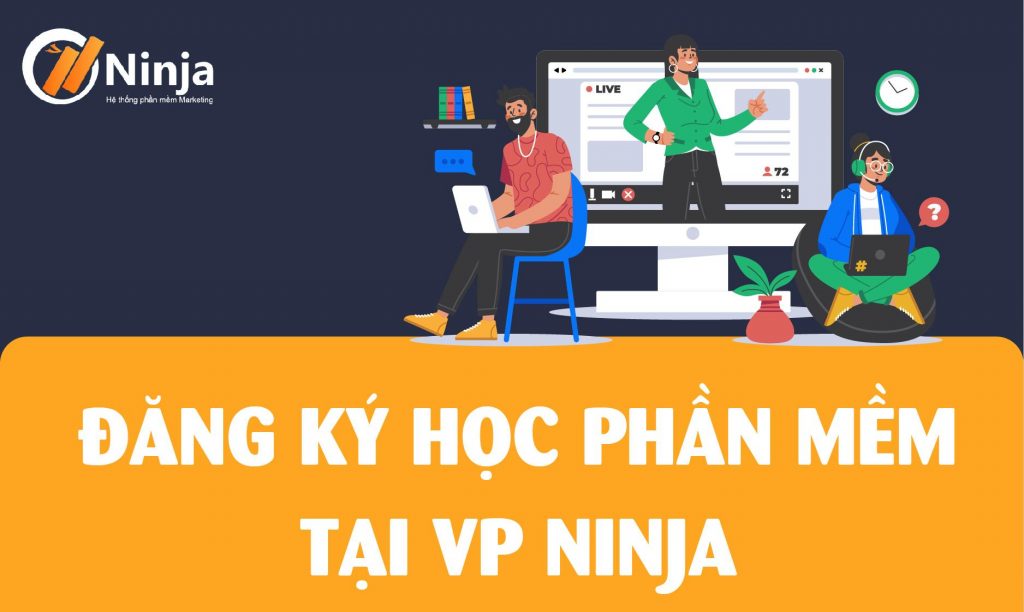 Ninja
Hệ thống phần mềm Marketing
LIVE
72
?
#
ĐĂNG KÝ HỌC PHẦN MỀM
TẠI VP NINJA